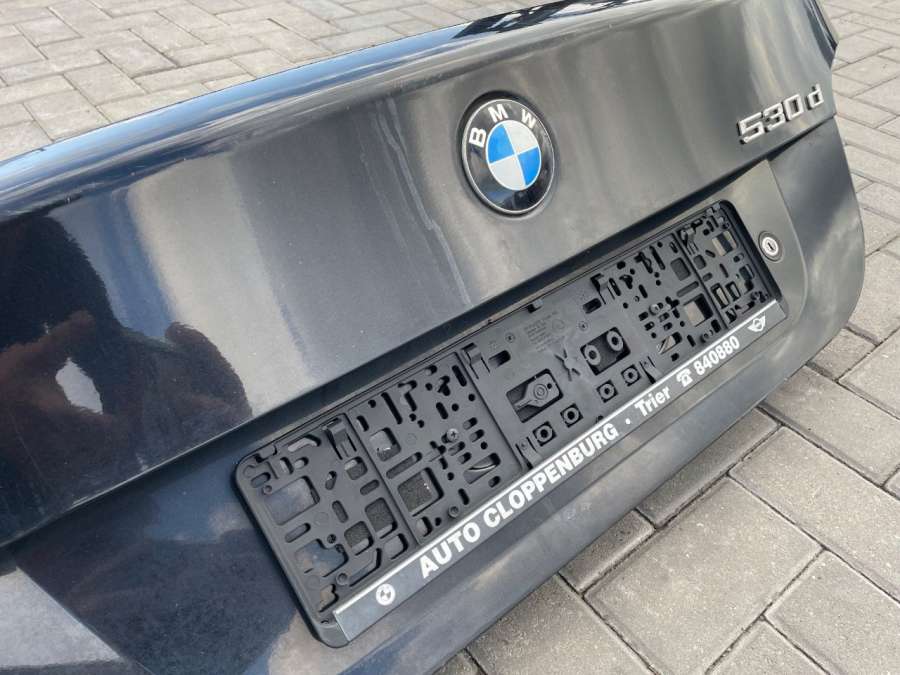 BMW
530d
AUTO CLOPPENBURG · Trier ☎ 840880